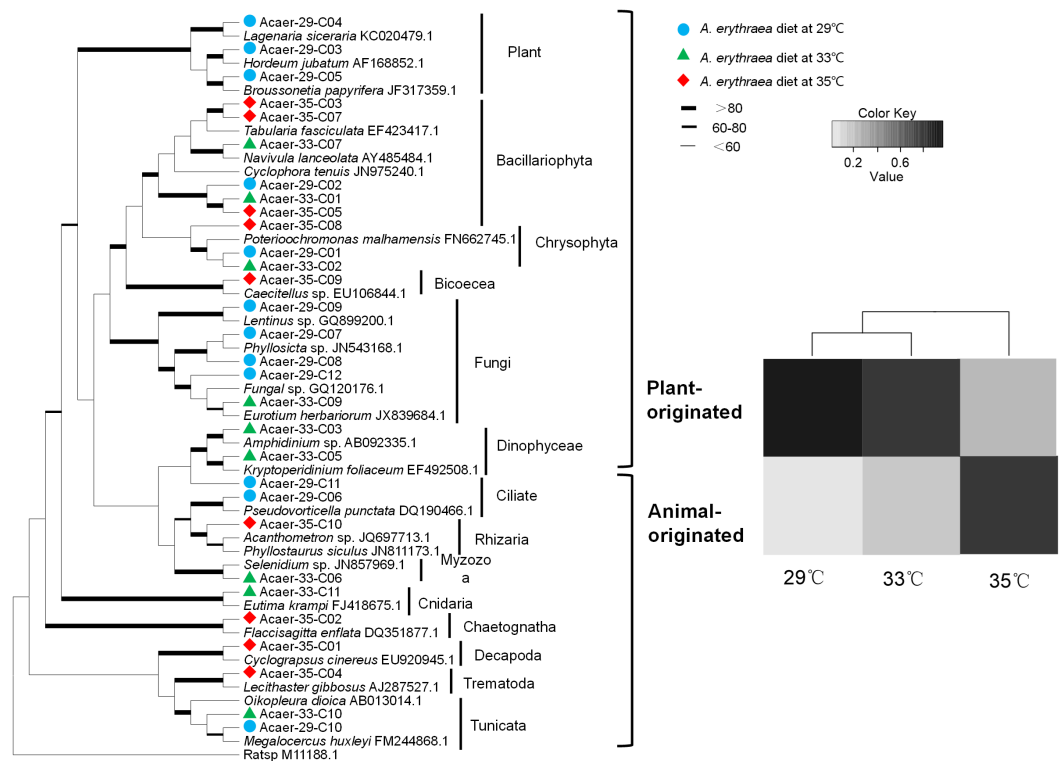 Acaer-29-C04
Lagenaria siceraria KC020479.1
Acaer-29-C03
Hordeum jubatum AF168852.1
Acaer-29-C05
Broussonetia papyrifera JF317359.1
Plant
Acaer-35-C03
Acaer-35-C07
Tabularia fasciculata EF423417.1
Acaer-33-C07
Navivula lanceolata AY485484.1
Cyclophora tenuis JN975240.1
Acaer-29-C02
Acaer-33-C01
Acaer-35-C05
Bacillariophyta
Acaer-35-C08
Poterioochromonas malhamensis FN662745.1
Acaer-29-C01
Acaer-33-C02
Chrysophyta
Acaer-35-C09
Caecitellus sp. EU106844.1
Bicoecea
Acaer-29-C09
Lentinus sp. GQ899200.1
Acaer-29-C07
Phyllosicta sp. JN543168.1
Acaer-29-C08
Acaer-29-C12
Fungal sp. GQ120176.1
Acaer-33-C09
Eurotium herbariorum JX839684.1
Fungi
Acaer-33-C03
Amphidinium sp. AB092335.1
Acaer-33-C05
Kryptoperidinium foliaceum EF492508.1
Dinophyceae
Acaer-29-C11
Acaer-29-C06
Pseudovorticella punctata DQ190466.1
Ciliate
Acaer-35-C10
Acanthometron sp. JQ697713.1
Phyllostaurus siculus JN811173.1
Rhizaria
Selenidium sp. JN857969.1
Acaer-33-C06
Myzozo
a
Acaer-33-C11
Eutima krampi FJ418675.1
Cnidaria
Acaer-35-C02
Flaccisagitta enflata DQ351877.1
Chaetognatha
Acaer-35-C01
Cyclograpsus cinereus EU920945.1
Decapoda
Acaer-35-C04
Lecithaster gibbosus AJ287527.1
Trematoda
Oikopleura dioica AB013014.1
Acaer-33-C10
Acaer-29-C10
Megalocercus huxleyi FM244868.1
Tunicata
Ratsp M11188.1
A. erythraea diet at 29℃
A. erythraea diet at 33℃
A. erythraea diet at 35℃
>80
60-80
<60
Color Key
0.2 0.6
Value
Plant-
originated
Animal-
originated
29℃ 33℃ 35℃